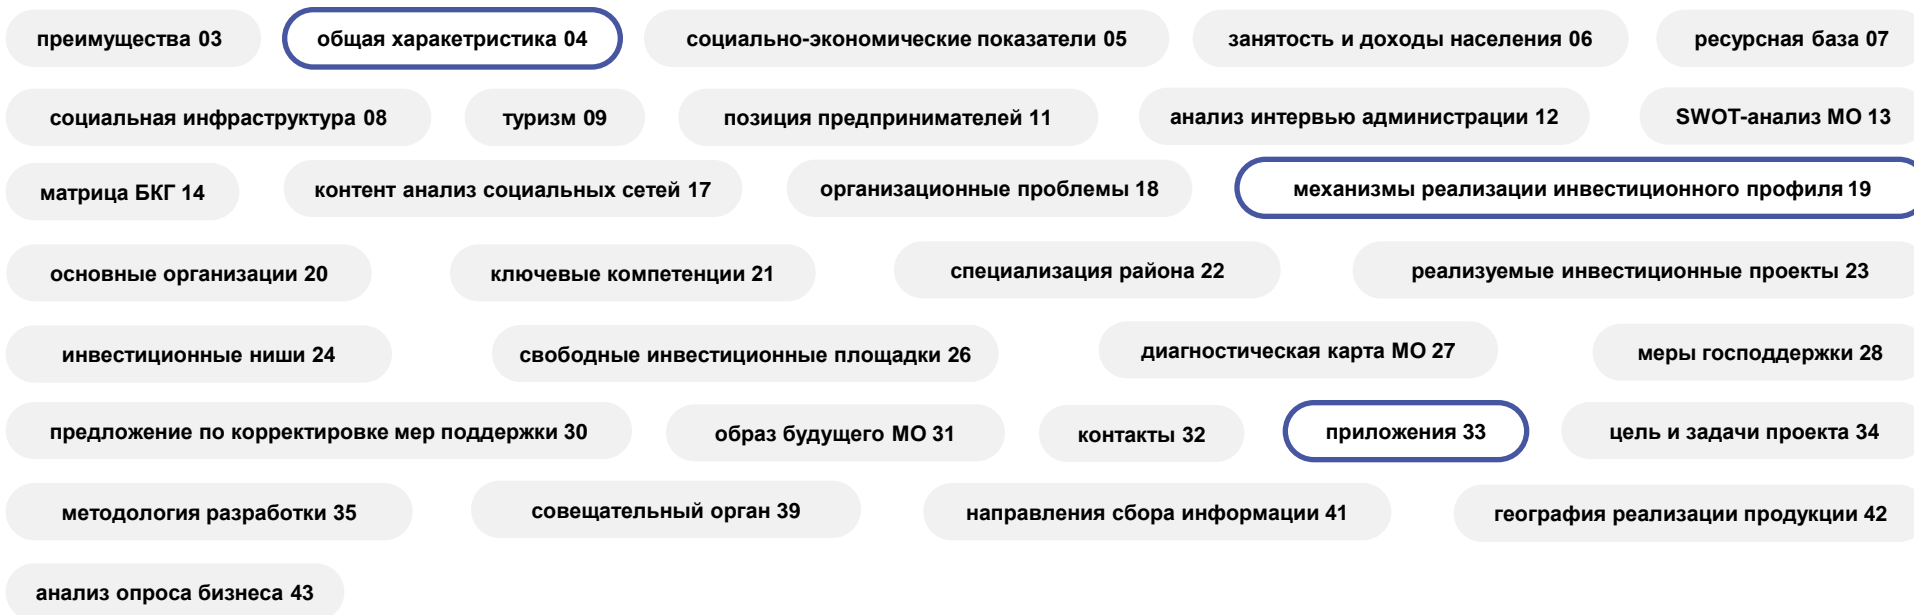 преимущества 03
общая характеристика 04
социально-экономические показатели 05
занятость и доходы населения 06
ресурсная база 07
социальная инфраструктура 08
туризм 09
позиция предпринимателей 11
анализ интервью администрации 12
SWOT-анализ МО 13
матрица БКГ 14
контент анализ социальных сетей 17
организационные проблемы 18
механизмы реализации инвестиционного профиля 19
основные организации 20
ключевые компетенции 21
специализация района 22
реализуемые инвестиционные проекты 23
инвестиционные ниши 24
свободные инвестиционные площадки 26
диагностическая карта МО 27
меры господдержки 28
предложение по корректировке мер поддержки 30
образ будущего МО 31
контакты 32
приложения 33
цель и задачи проекта 34
методология разработки 35
совещательный орган 39
направления сбора информации 41
география реализации продукции 42
анализ опроса бизнеса 43